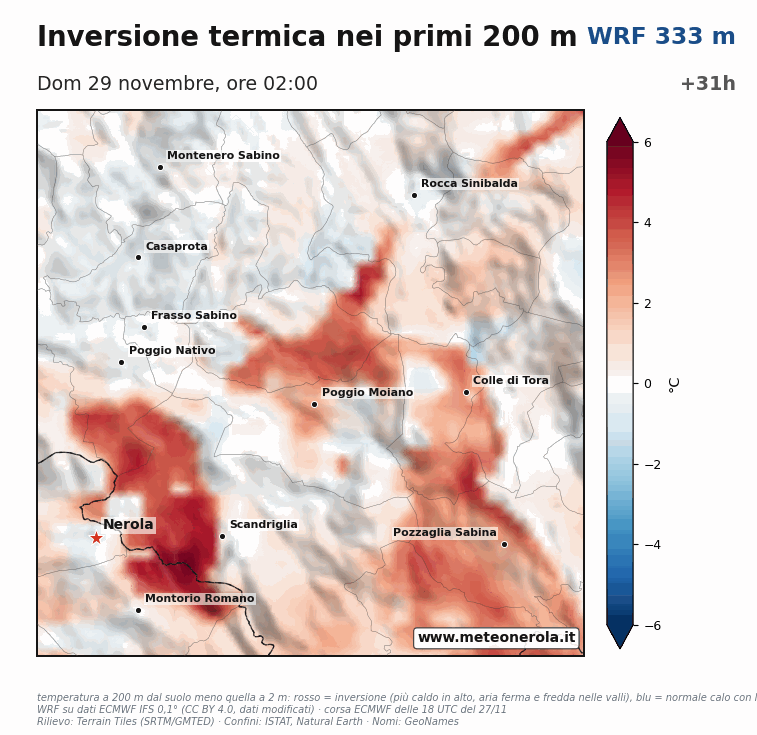 Inversione termica nei primi 200 m WRF 333 m
Dom 29 novembre, ore 02:00 +31h
Montenero Sabino
Rocca Sinibalda
Casaprota
Frasso Sabino
Poggio Nativo
Colle di Tora
Poggio Moiano
Nerola
Scandriglia
Pozzaglia Sabina
Montorio Romano
www.meteonerola.it
6
4
2
0
−2
−4
−6
°C
temperatura a 200 m dal suolo meno quella a 2 m: rosso = inversione (più caldo in alto, aria ferma e fredda nelle valli), blu = normale calo con l
WRF su dati ECMWF IFS 0,1° (CC BY 4.0, dati modificati) · corsa ECMWF delle 18 UTC del 27/11
Rilievo: Terrain Tiles (SRTM/GMTED) · Confini: ISTAT, Natural Earth · Nomi: GeoNames